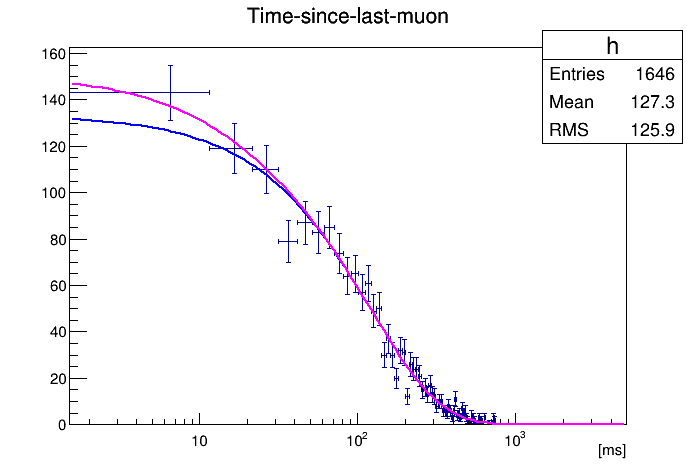 Time-since-last-muon
h
Entries 1646
Mean 127.3
RMS 125.9
160
140
120
100
80
60
40
20
0
10 10² 10³
[ms]